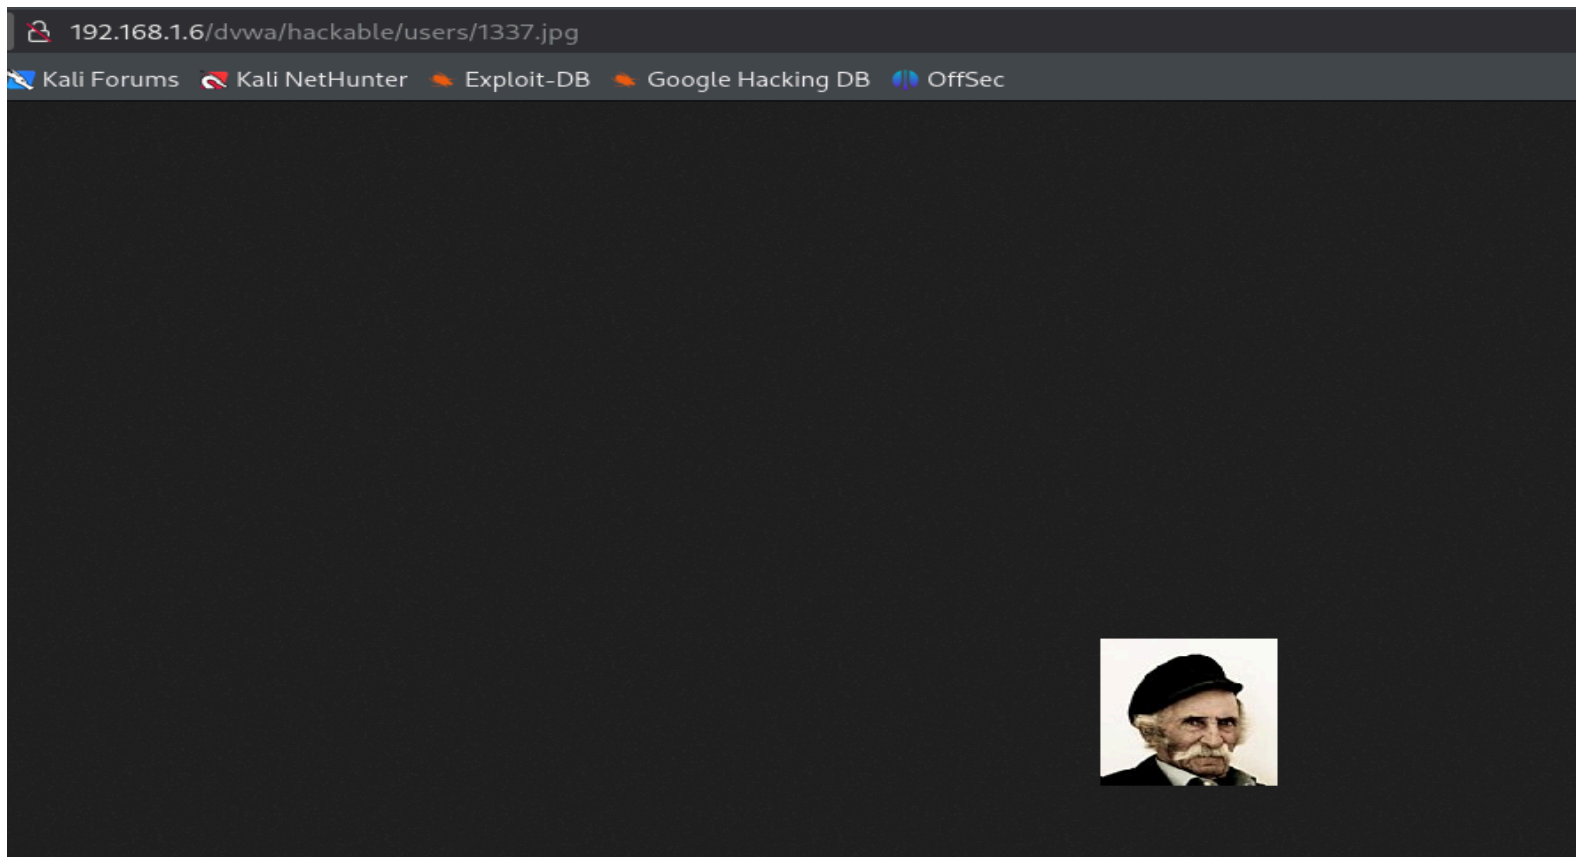 192.168.1.6/dvwa/hackable/users/1337.jpg
Kali Forums Kali NetHunter Exploit-DB Google Hacking DB OffSec